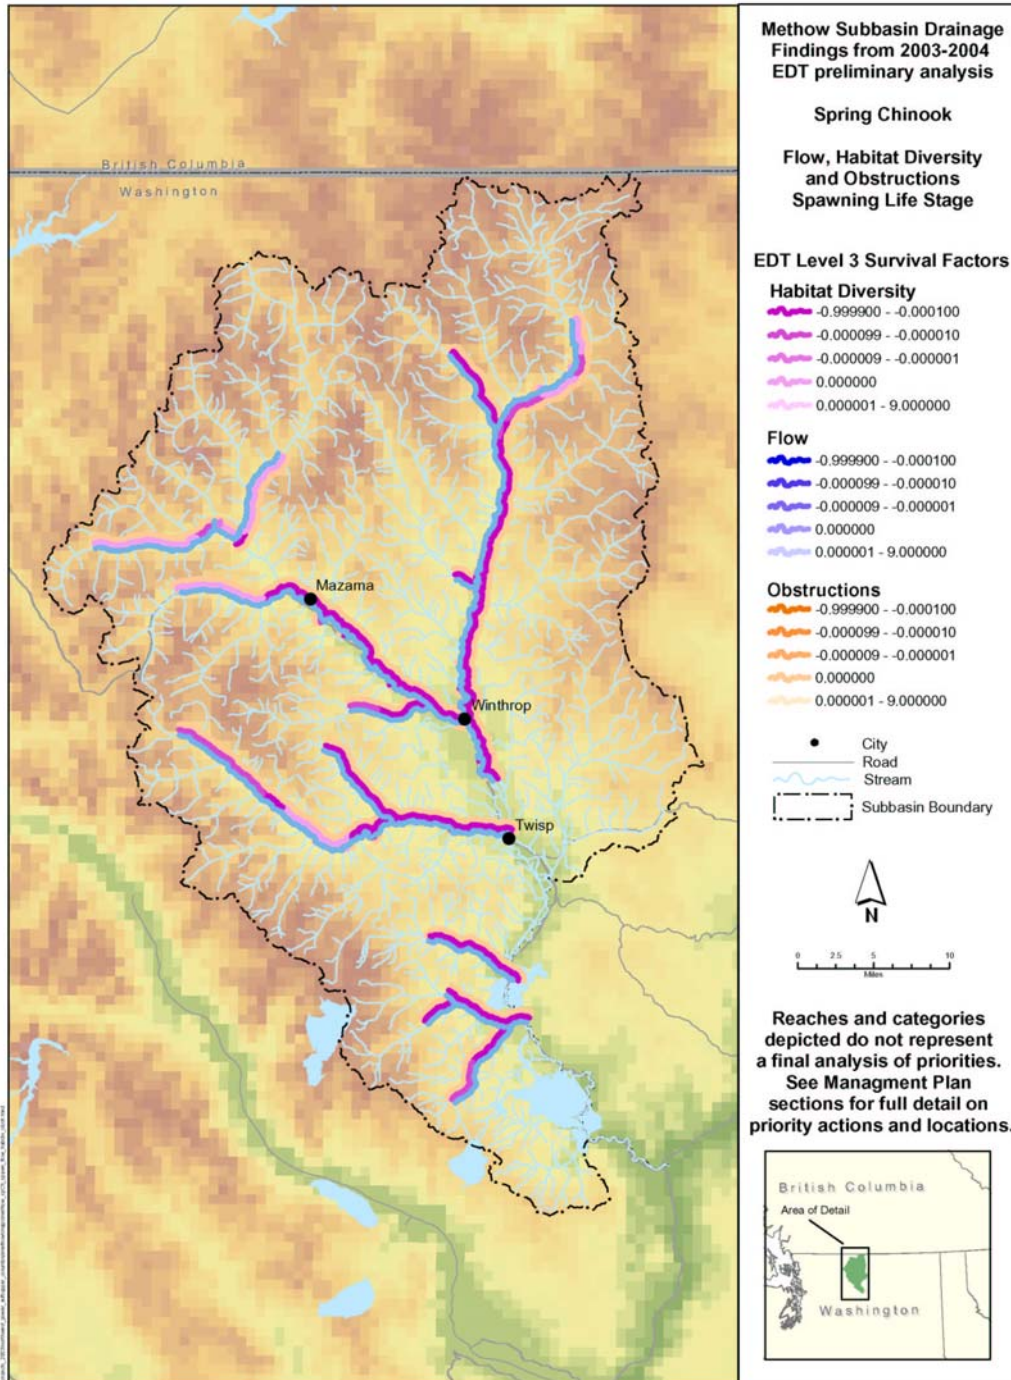 British Columbia
Washington
Mazama
Winthrop
Twisp
Methow Subbasin Drainage
Findings from 2003-2004
EDT preliminary analysis
Spring Chinook
Flow, Habitat Diversity
and Obstructions
Spawning Life Stage
EDT Level 3 Survival Factors
Habitat Diversity
-0.999900 - -0.000100
-0.000099 - -0.000010
-0.000009 - -0.000001
0.000000
0.000001 - 9.000000
Flow
-0.999900 - -0.000100
-0.000099 - -0.000010
-0.000009 - -0.000001
0.000000
0.000001 - 9.000000
Obstructions
-0.999900 - -0.000100
-0.000099 - -0.000010
-0.000009 - -0.000001
0.000000
0.000001 - 9.000000
City
Road
Stream
Subbasin Boundary
N
0 2.5 5 10
Miles
Reaches and categories
depicted do not represent
a final analysis of priorities.
See Managment Plan
sections for full detail on
priority actions and locations.
British Columbia
Area of Detail
Washington